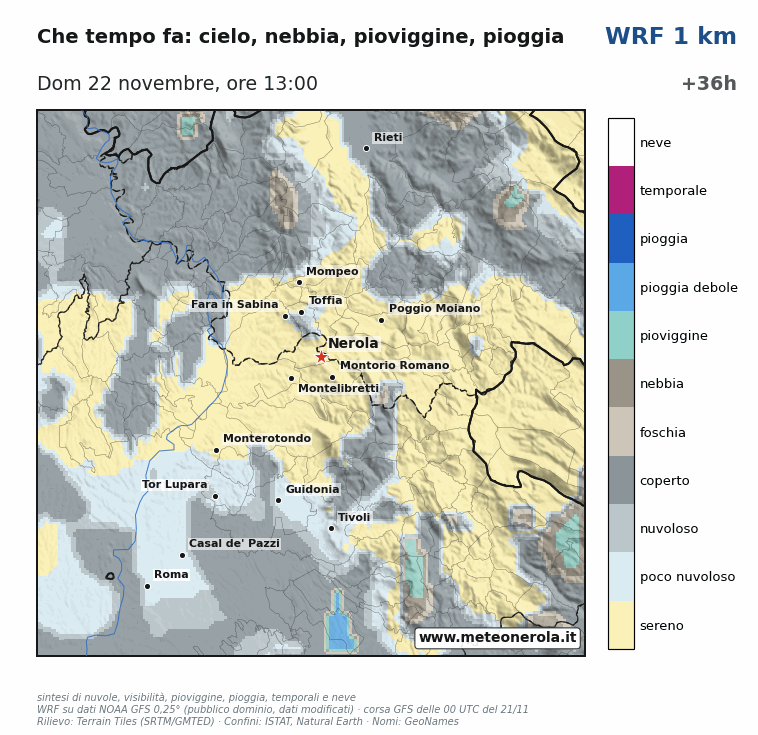 Che tempo fa: cielo, nebbia, pioviggine, pioggia
WRF 1 km
Dom 22 novembre, ore 13:00
+36h
Rieti
Mompeo
Fara in Sabina
Toffia
Poggio Moiano
Nerola
Montorio Romano
Montelibretti
Monterotondo
Tor Lupara
Guidonia
Tivoli
Casal de' Pazzi
Roma
www.meteonerola.it
neve
temporale
pioggia
pioggia debole
pioviggine
nebbia
foschia
coperto
nuvoloso
poco nuvoloso
sereno
sintesi di nuvole, visibilità, pioviggine, pioggia, temporali e neve
WRF su dati NOAA GFS 0,25° (pubblico dominio, dati modificati) · corsa GFS delle 00 UTC del 21/11
Rilievo: Terrain Tiles (SRTM/GMTED) · Confini: ISTAT, Natural Earth · Nomi: GeoNames